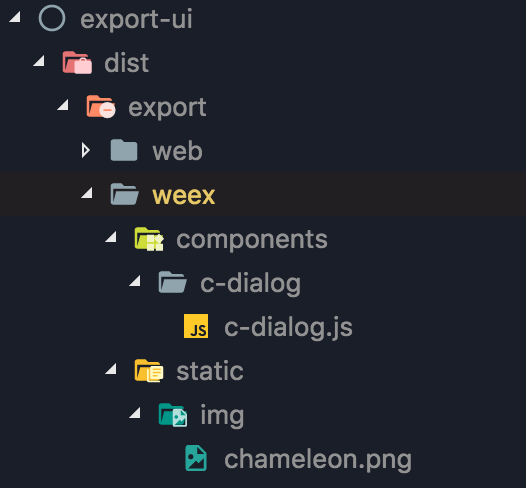 export-ui
dist
export
web
weex
components
c-dialog
JS c-dialog.js
static
img
chameleon.png